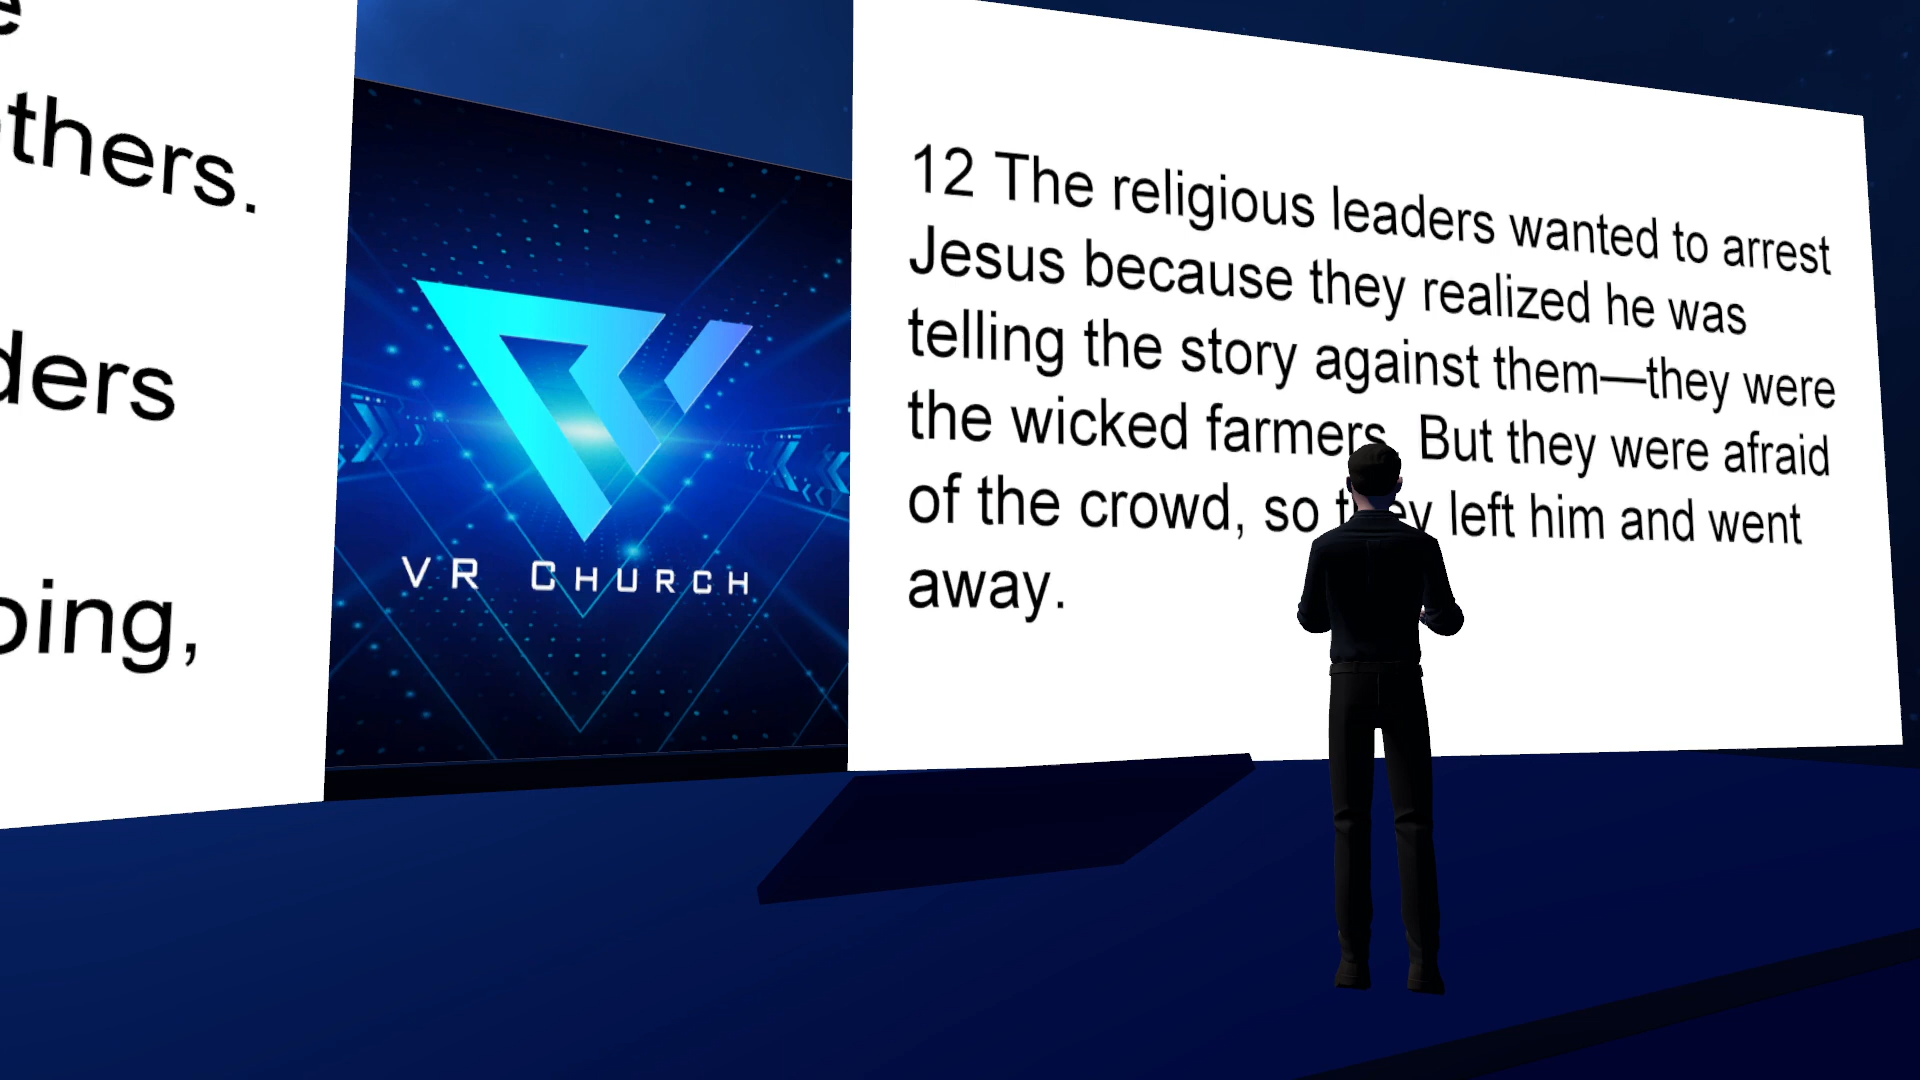 thers.
ders
ping,
VR CHURCH
12 The religious leaders wanted to arrest
Jesus because they realized he was
telling the story against them—they were
the wicked farmers. But they were afraid
of the crowd, so they left him and went
away.